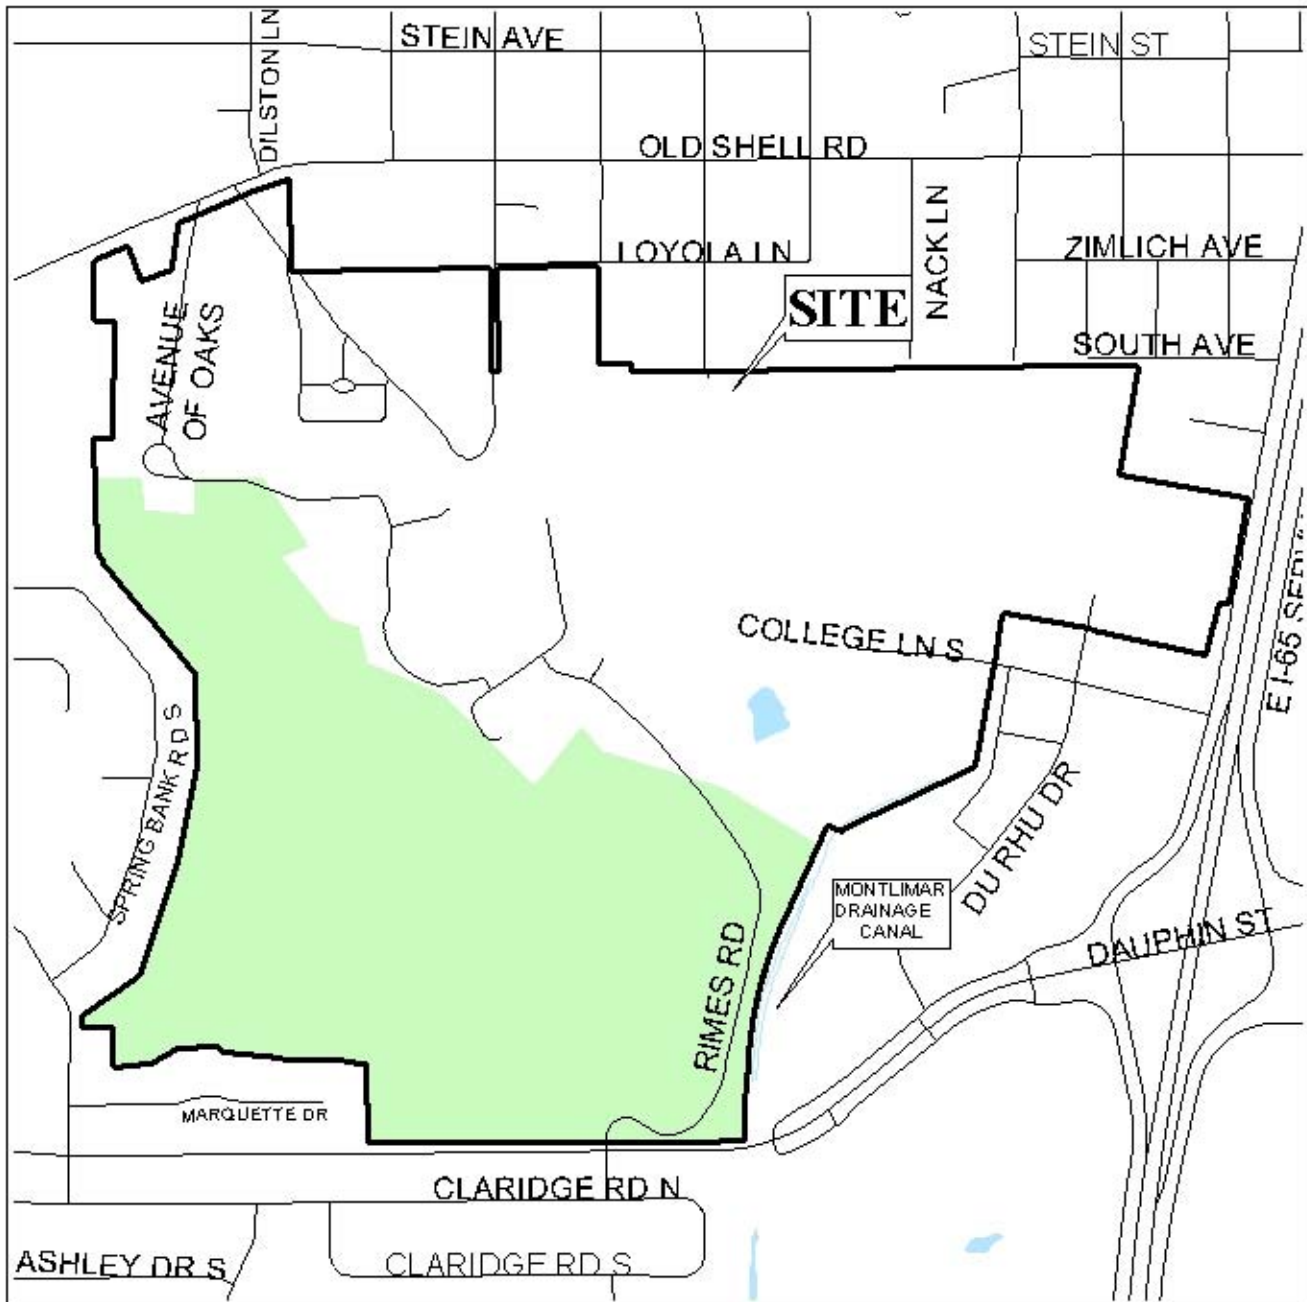 STEIN AVE
STEIN ST
DILSTON LN
OLD SHELL RD
NACK LN
LOYOLA LN
ZIMLICH AVE
SITE
AVENUE
OF OAKS
SOUTH AVE
COLLEGE LN S
SPRING BANK RD S
DU RHU DR
MONTLIMAR
DRAINAGE
CANAL
DAUPHIN ST
RIMES RD
MARQUETTE DR
CLARIDGE RD N
ASHLEY DR S
CLARIDGE RD S
E I-65